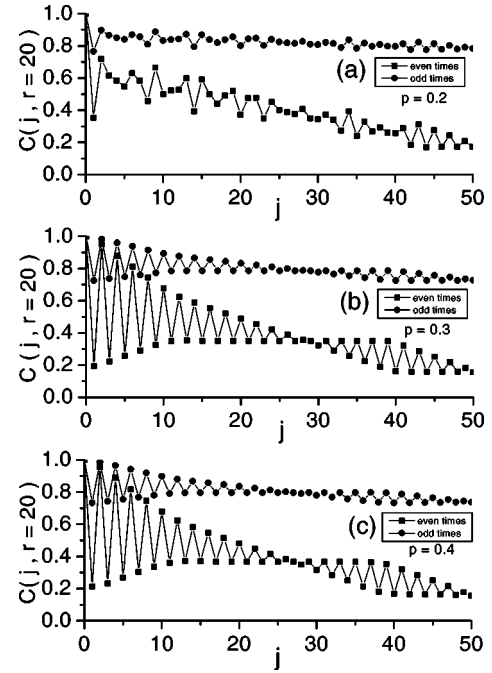 1.0
0.8
0.6
0.4
0.2
0.0
C( j , r = 20 )
(a)
even times
odd times
p = 0.2
0 10 20 30 40 50
j
1.0
0.8
0.6
0.4
0.2
0.0
C( j , r = 20 )
(b)
even times
odd times
p = 0.3
0 10 20 30 40 50
j
1.0
0.8
0.6
0.4
0.2
0.0
C( j , r = 20 )
(c)
even times
odd times
p = 0.4
0 10 20 30 40 50
j